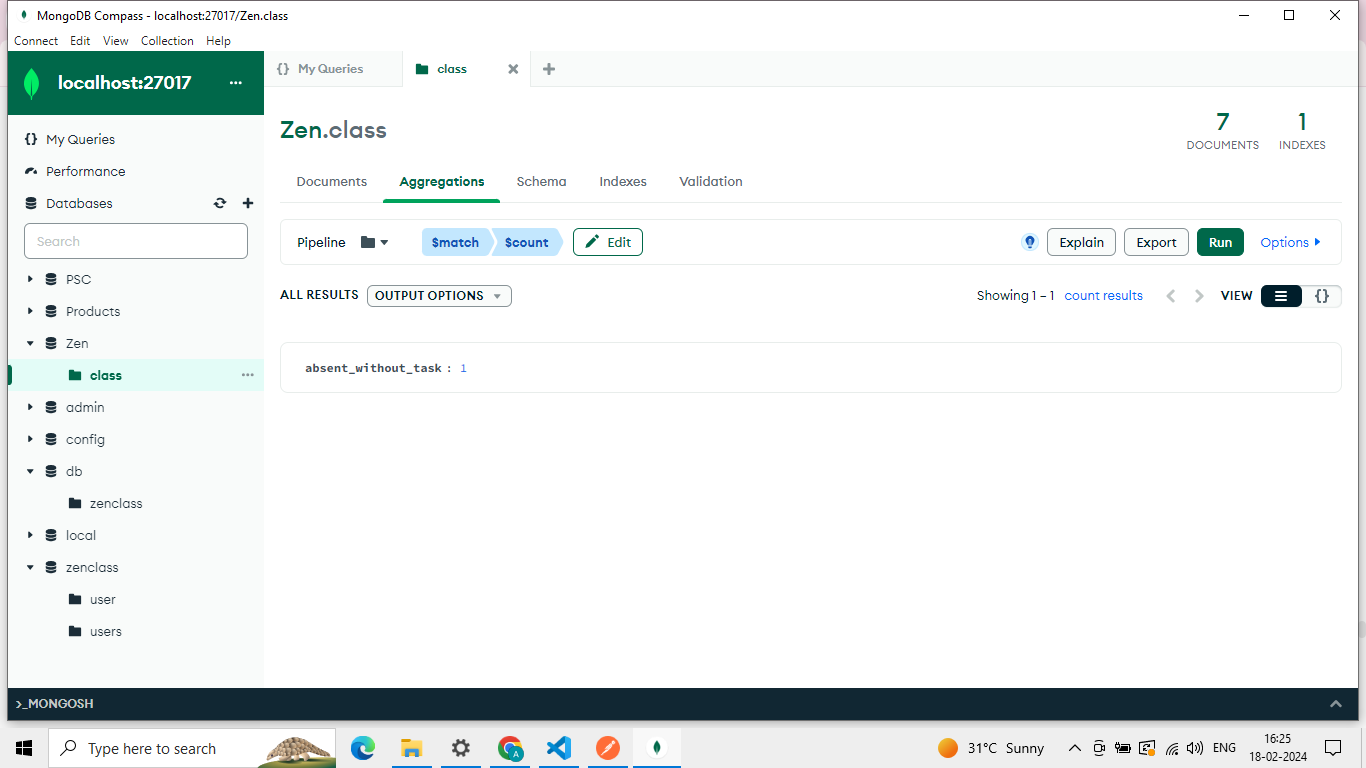 MongoDB Compass - localhost:27017/Zen.class
Connect Edit View Collection Help
localhost:27017
My Queries
Performance
Databases
Search
PSC
Products
Zen
class
admin
config
db
zenclass
local
zenclass
user
users
{} My Queries
class
Zen.class
7
DOCUMENTS
1
INDEXES
Documents Aggregations Schema Indexes Validation
Pipeline $match $count Edit Explain Export Run Options
ALL RESULTS OUTPUT OPTIONS Showing 1 – 1 count results VIEW {}
absent_without_task : 1
>_MONGOSH
Type here to search
31°C Sunny
ENG
16:25
18-02-2024